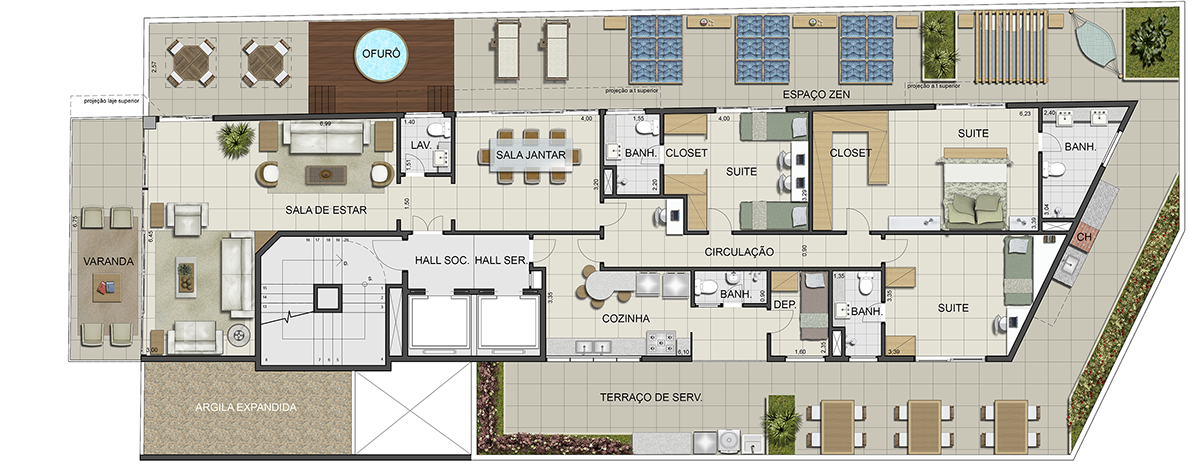 OFURÔ
2,57
projeção laje superior
projeção a t superior
projeção a t superior
ESPAÇO ZEN
6,99
1.40
LAV.
1.51
4,00
SALA JANTAR
3.20
1,55
BANH.
2.20
CLOSET
4,00
SUITE
3.29
CLOSET
SUITE
6,23
3.39
2,40
BANH.
3.04
SALA DE ESTAR
1.50
6,75
6,45
VARANDA
3,00
HALL SOC.
HALL SER.
CIRCULAÇÃO
0,90
CH
D.
S.
3,35
COZINHA
6,10
BANH.
0.90
DEP.
1,60
2,35
1,35
BANH.
3,35
SUITE
3,39
ARGILA EXPANDIDA
TERRAÇO DE SERV.